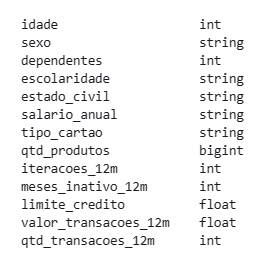 idade int
sexo string
dependentes int
escolaridade string
estado_civil string
salario_anual string
tipo_cartao string
qtd_produtos bigint
iteracoes_12m int
meses_inativo_12m int
limite_credito float
valor_transacoes_12m float
qtd_transacoes_12m int